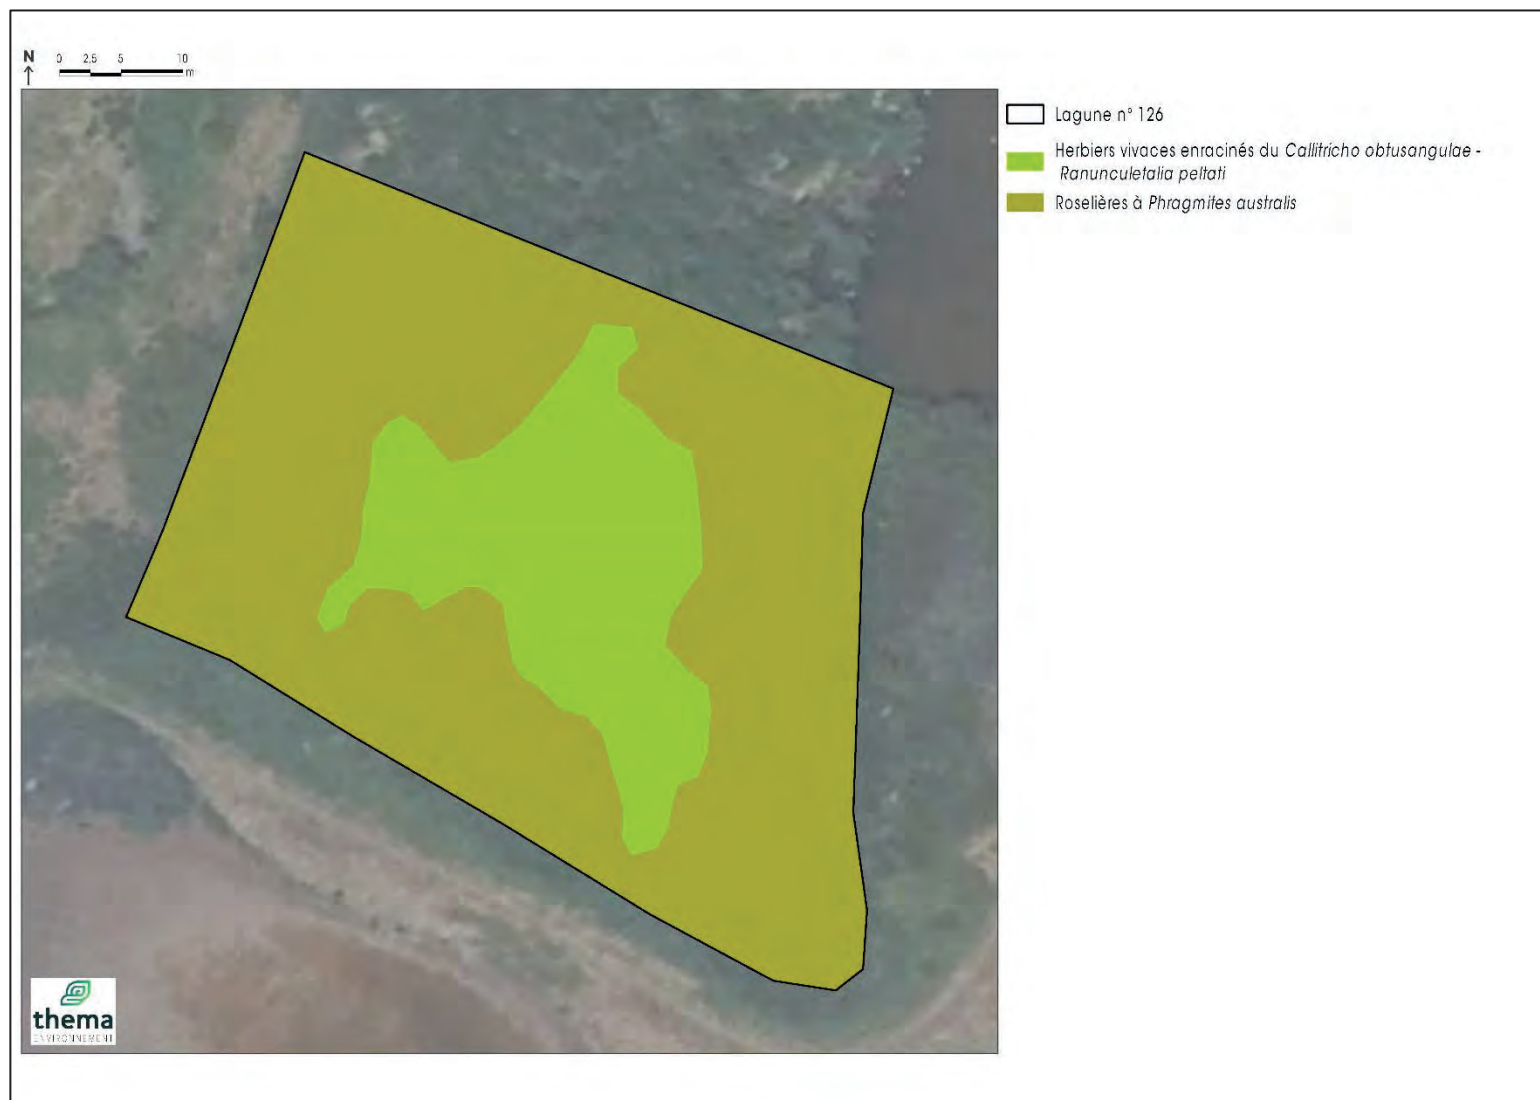 N
0 2.5 5 10
m
Lagune n° 126
Herbiers vivaces enracinés du Callitricho obtusangulae -
Ranunculetalia peltati
Roselières à Phragmites australis
thema
ENVIRONNEMENT